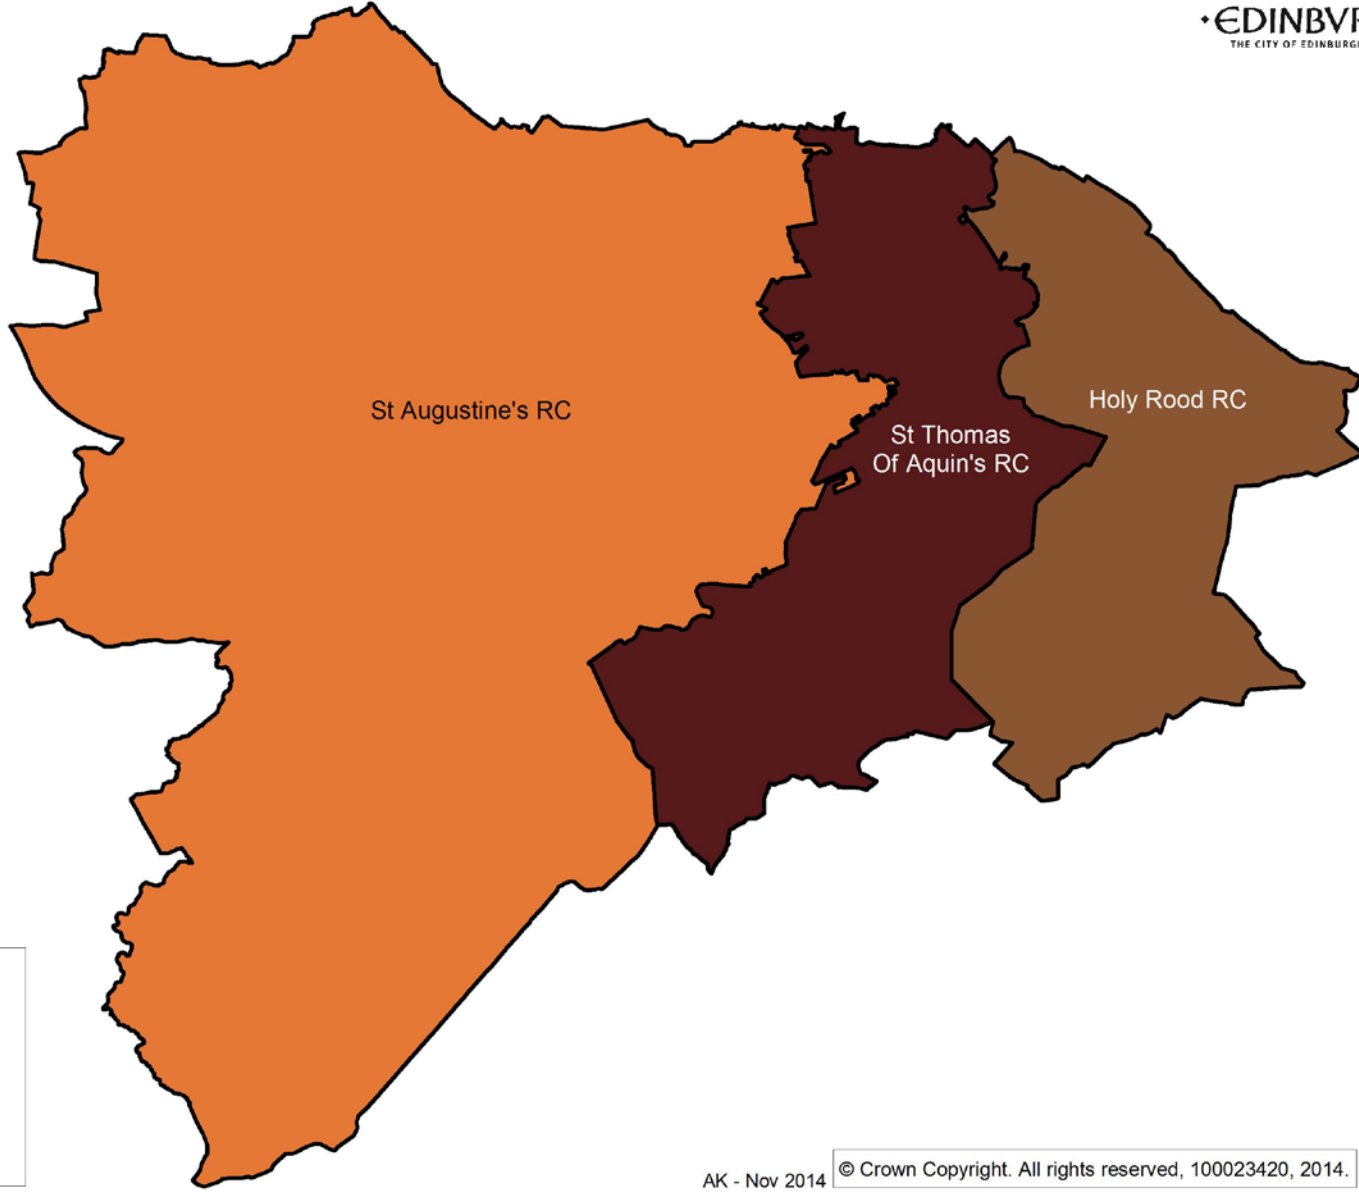 THE CITY OF EDINBURGH
St Augustine's RC
Holy Rood RC
St Thomas
Of Aquin's RC
AK - Nov 2014
© Crown Copyright. All rights reserved, 100023420, 2014.